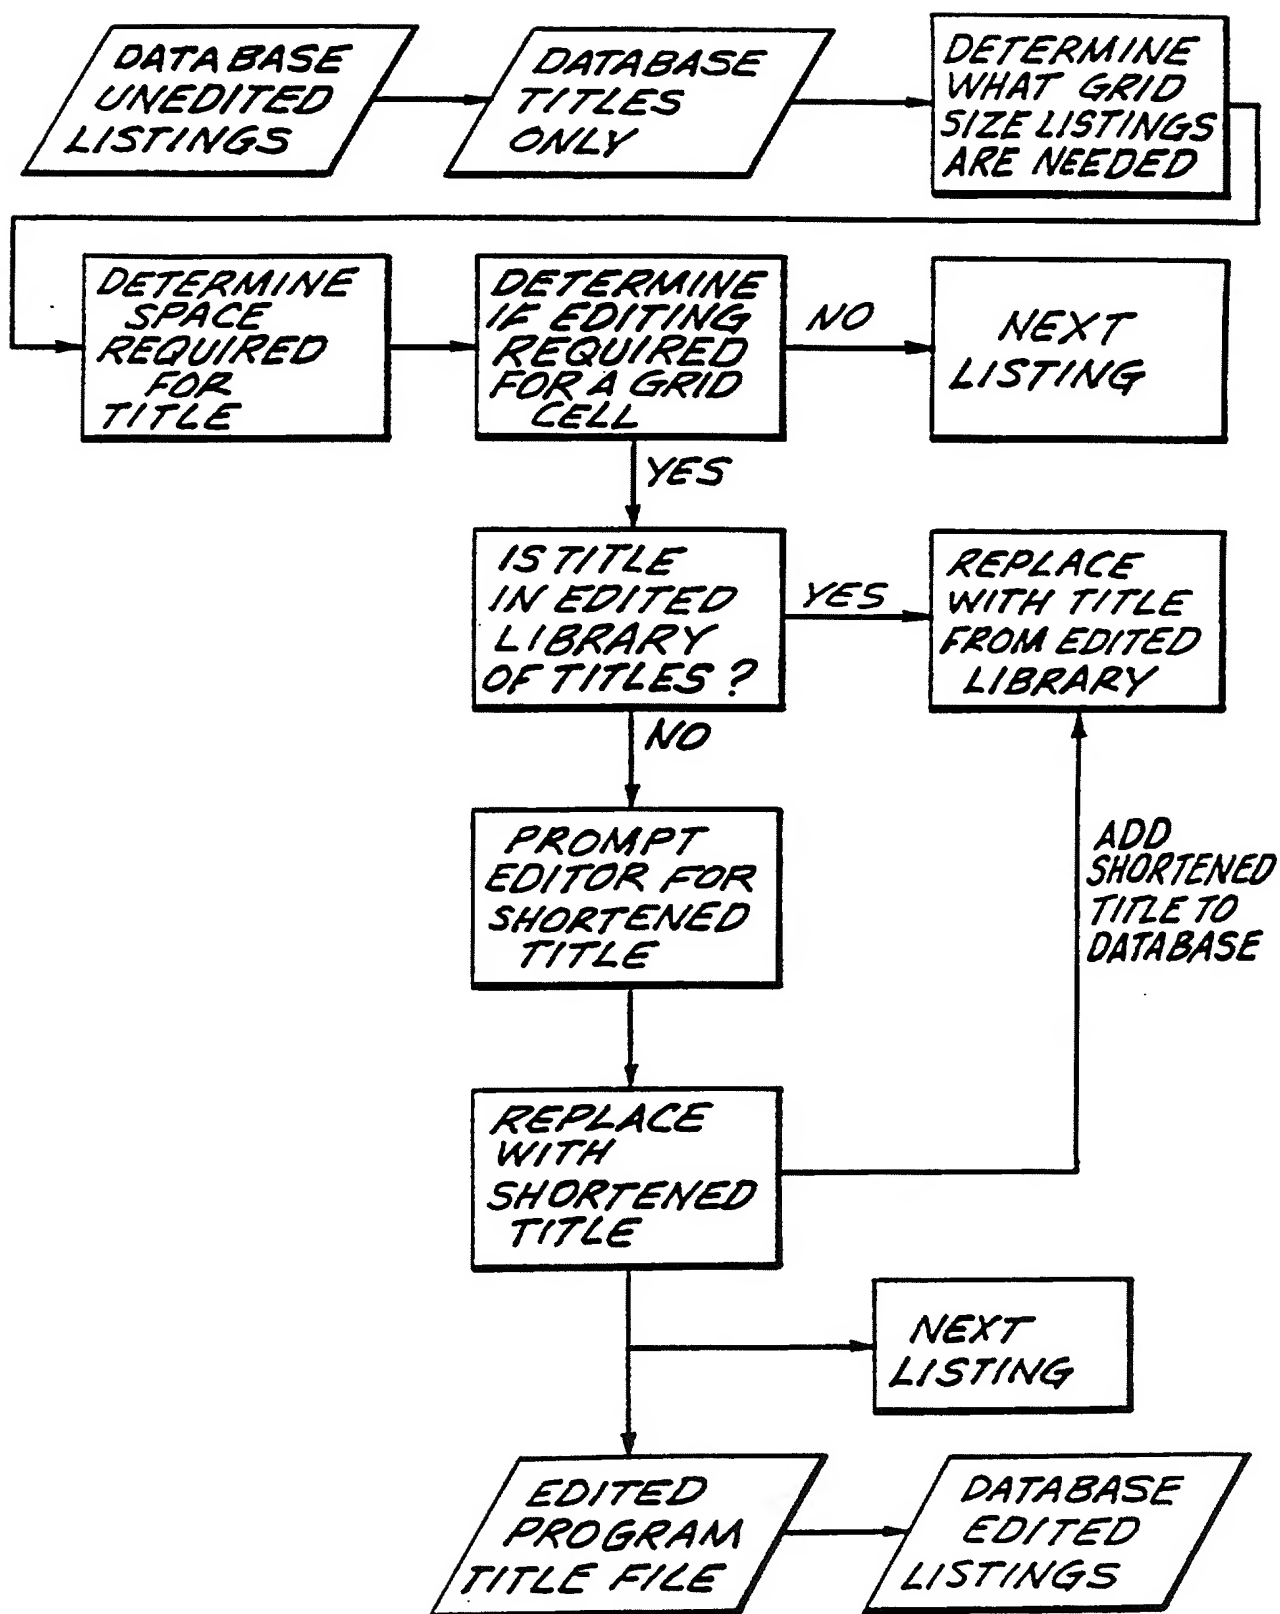 DATABASE
UNEDITED
LISTINGS
DATABASE
TITLES
ONLY
DETERMINE
WHAT GRID
SIZE LISTINGS
ARE NEEDED
DETERMINE
SPACE
REQUIRED
FOR
TITLE
DETERMINE
IF EDITING
REQUIRED
FOR A GRID
CELL
NO
NEXT
LISTING
YES
IS TITLE
IN EDITED
LIBRARY
OF TITLES ?
YES
REPLACE
WITH TITLE
FROM EDITED
LIBRARY
NO
PROMPT
EDITOR FOR
SHORTENED
TITLE
ADD
SHORTENED
TITLE TO
DATABASE
REPLACE
WITH
SHORTENED
TITLE
NEXT
LISTING
EDITED
PROGRAM
TITLE FILE
DATABASE
EDITED
LISTINGS